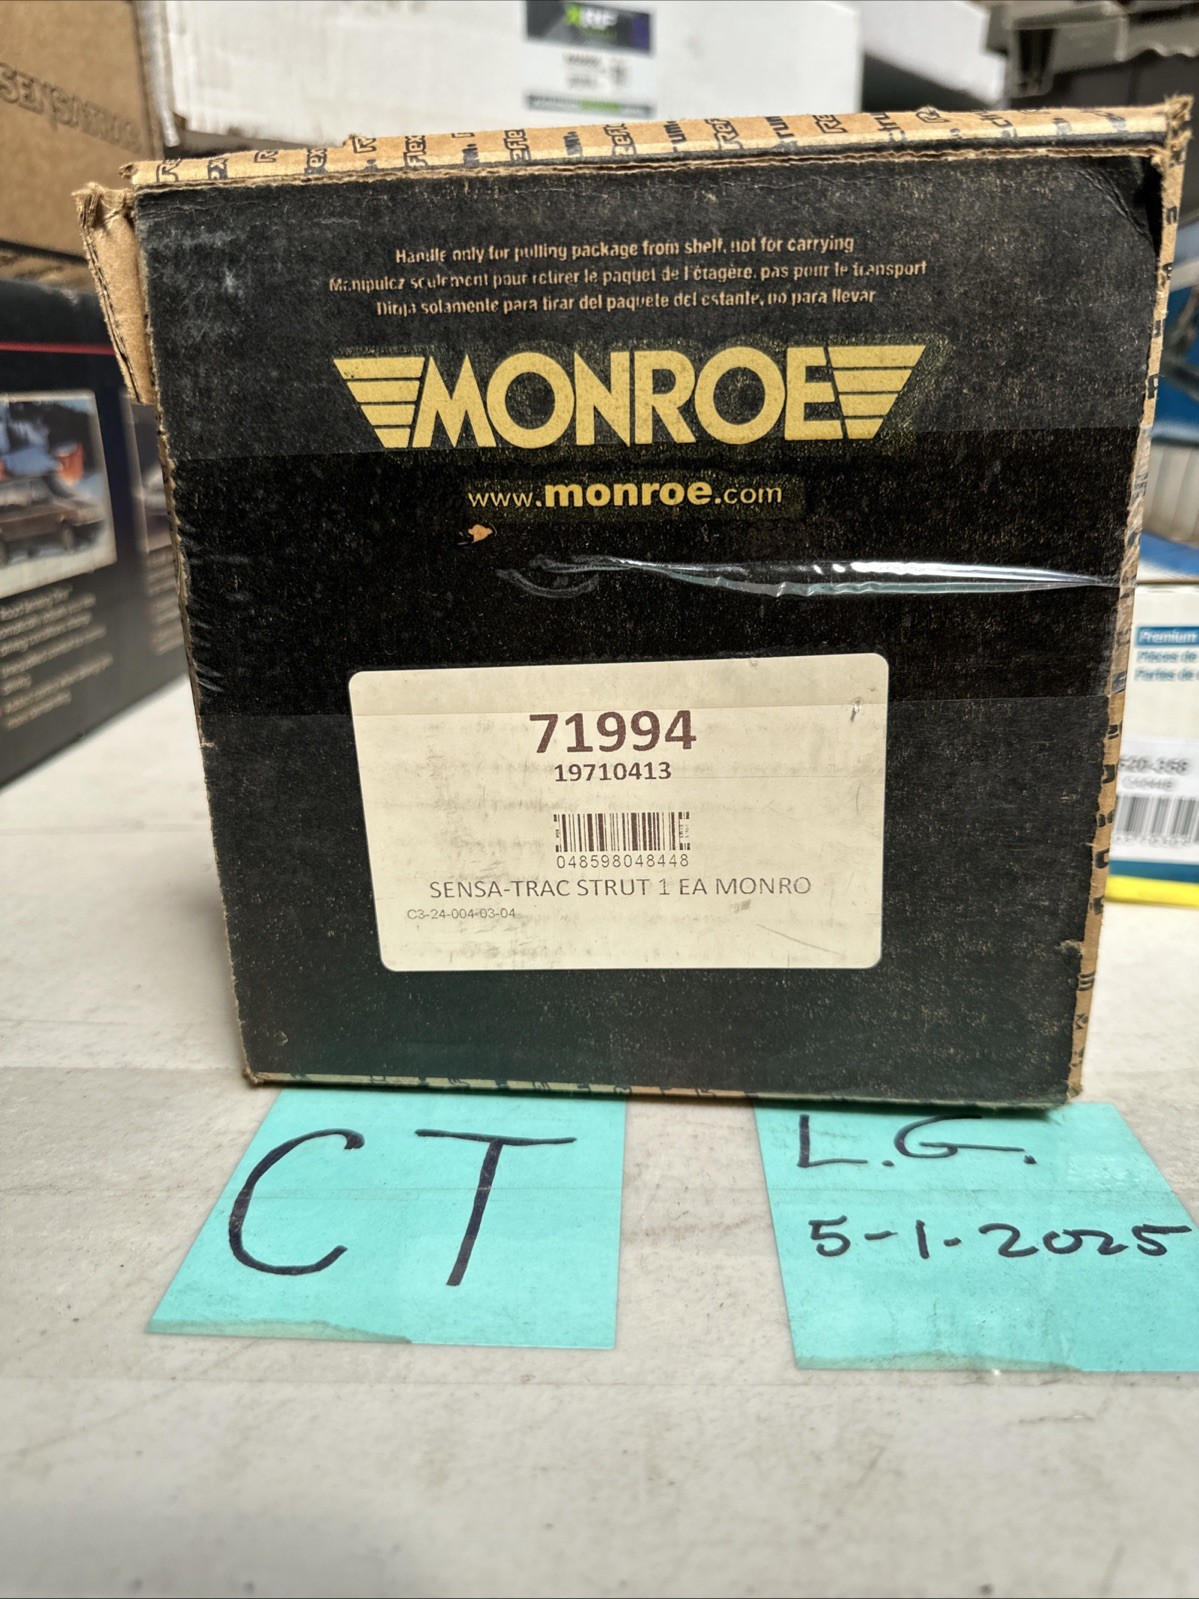 SENSATRAC
Handle only for pulling package from shelf, not for carrying
Manipulez seulement pour retirer le paquet de l'étagère, pas pour le transport
Dirija solamente para tirar del paquete del estante, no para llevar
MONROE
www.monroe.com
71994
19710413
048598048448
SENSA-TRAC STRUT 1 EA MONRO
C3-24-004-03-04
Premium
CT
L.G.
5-1-2025